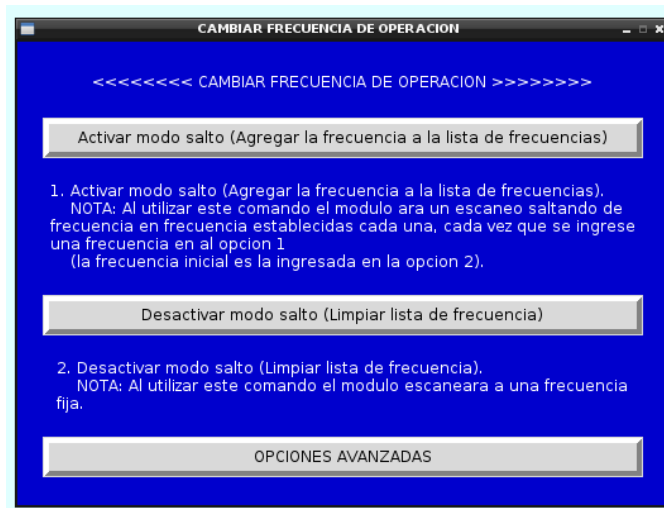 CAMBIAR FRECUENCIA DE OPERACION
<<<<<<<< CAMBIAR FRECUENCIA DE OPERACION >>>>>>>>
Activar modo salto (Agregar la frecuencia a la lista de frecuencias)
1. Activar modo salto (Agregar la frecuencia a la lista de frecuencias).
NOTA: Al utilizar este comando el modulo ara un escaneo saltando de
frecuencia en frecuencia establecidas cada una, cada vez que se ingrese
una frecuencia en al opcion 1
(la frecuencia inicial es la ingresada en la opcion 2).
Desactivar modo salto (Limpiar lista de frecuencia)
2. Desactivar modo salto (Limpiar lista de frecuencia).
NOTA: Al utilizar este comando el modulo escaneara a una frecuencia
fija.
OPCIONES AVANZADAS